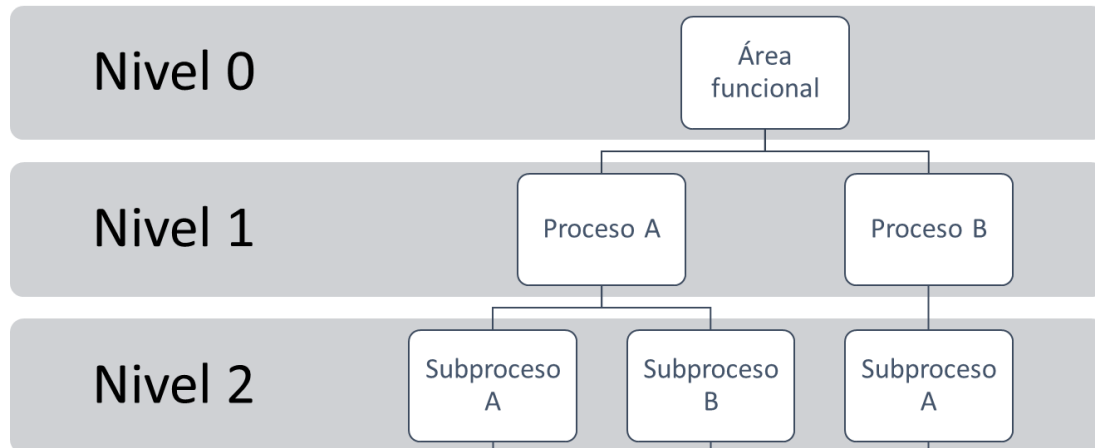 Nivel 0
Área
funcional
Nivel 1
Proceso A
Proceso B
Nivel 2
Subproceso
A
Subproceso
B
Subproceso
A